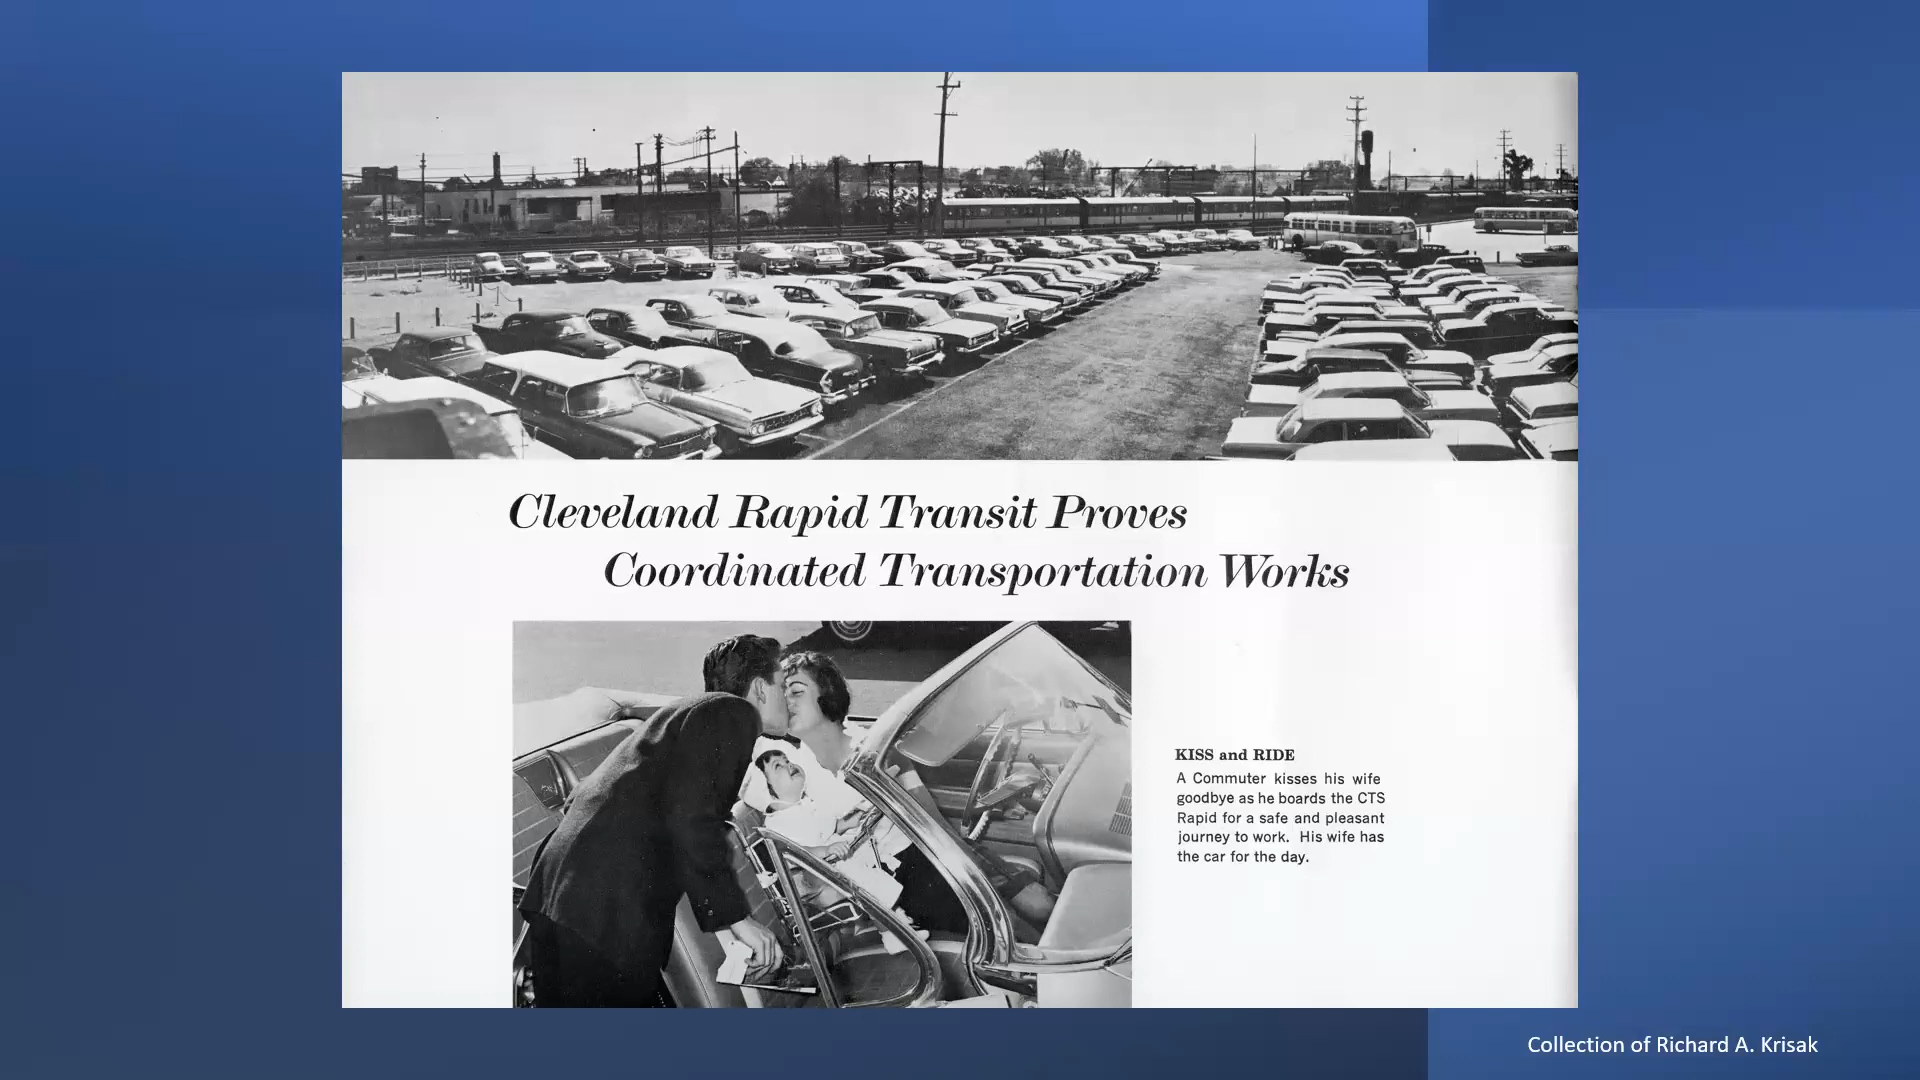 Cleveland Rapid Transit Proves
Coordinated Transportation Works
KISS and RIDE
A Commuter kisses his wife
goodbye as he boards the CTS
Rapid for a safe and pleasant
journey to work. His wife has
the car for the day.
Collection of Richard A. Krisak